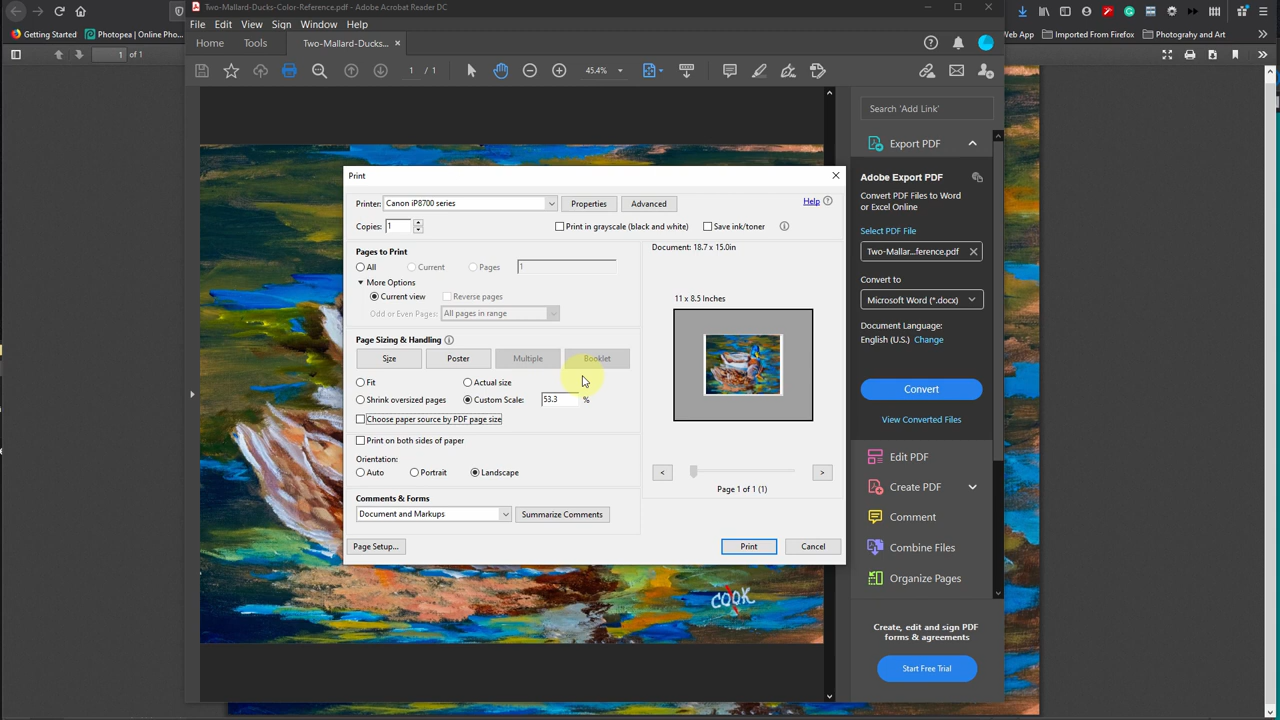 Two-Mallard-Ducks-Color-Reference.pdf - Adobe Acrobat Reader DC
File Edit View Sign Window Help
Getting Started
Photopea | Online Pho...
Web App
Imported From Firefox
Photograhy and Art
Home Tools Two-Mallard-Ducks... ×
1 of 1
1 / 1
45.4%
Search 'Add Link'
Export PDF
Adobe Export PDF
Convert PDF Files to Word
or Excel Online
Select PDF File
Two-Mallar...ference.pdf
Convert to
Microsoft Word (*.docx)
Document Language:
English (U.S.) Change
Convert
View Converted Files
Edit PDF
Create PDF
Comment
Combine Files
Organize Pages
Create, edit and sign PDF
forms & agreements
Start Free Trial
Print
Printer: Canon iP8700 series Properties Advanced Help
Copies: 1 Print in grayscale (black and white) Save ink/toner
Pages to Print
All Current Pages 1
More Options
Current view Reverse pages
Odd or Even Pages: All pages in range
Page Sizing & Handling
Size Poster Multiple Booklet
Fit Actual size
Shrink oversized pages Custom Scale: 53.3 %
Choose paper source by PDF page size
Print on both sides of paper
Orientation:
Auto Portrait Landscape
Comments & Forms
Document and Markups Summarize Comments
Document: 18.7 x 15.0in
11 x 8.5 Inches
< >
Page 1 of 1 (1)
Page Setup... Print Cancel
COOK